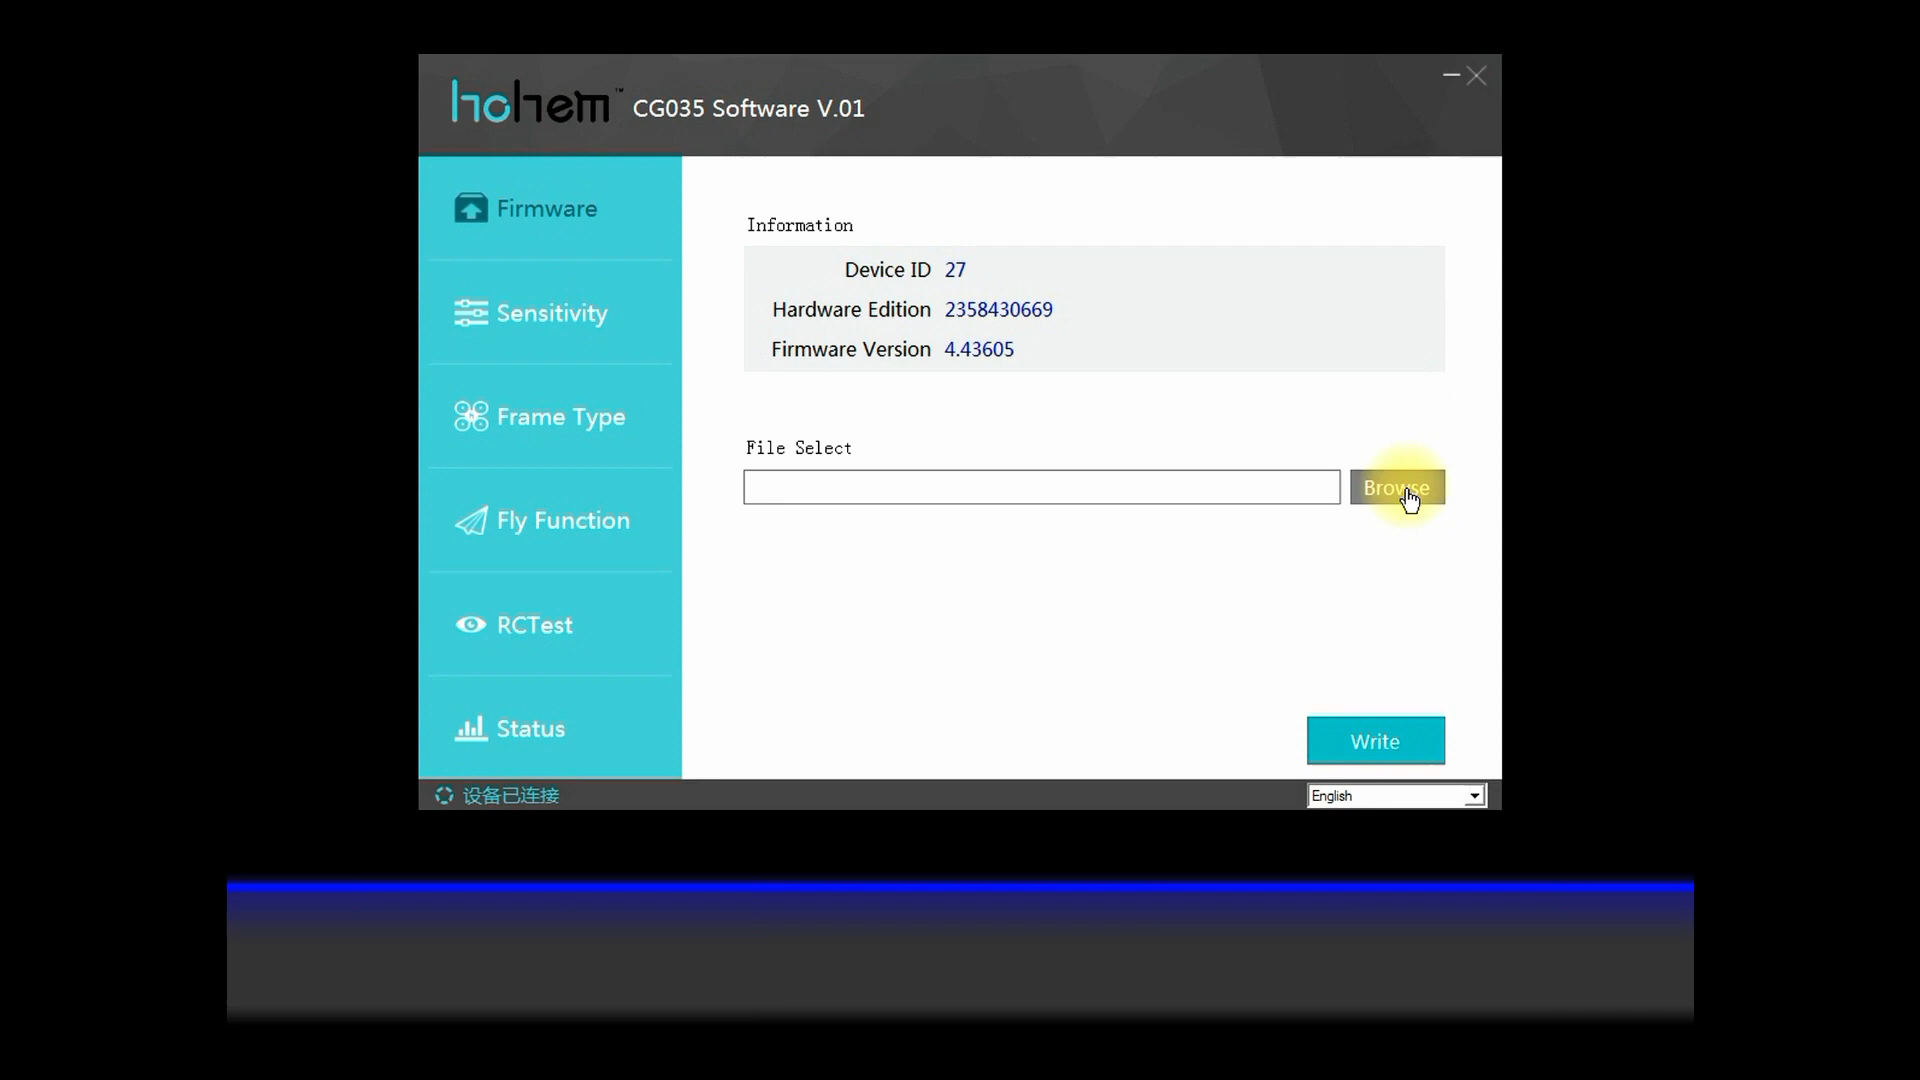 hohem™ CG035 Software V.01
Firmware
Sensitivity
Frame Type
Fly Function
RCTest
Status
Information
Device ID 27
Hardware Edition 2358430669
Firmware Version 4.43605
File Select
Browse
Write
设备已连接
English